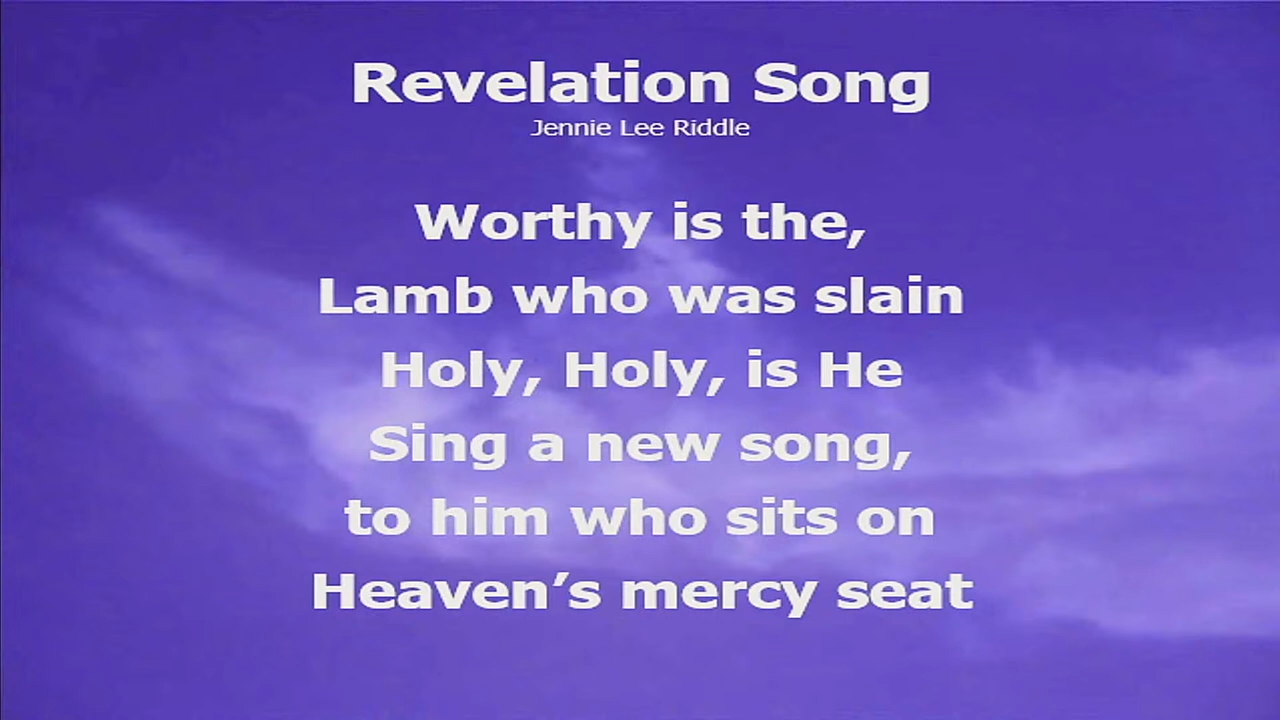 Revelation Song
Jennie Lee Riddle
Worthy is the,
Lamb who was slain
Holy, Holy, is He
Sing a new song,
to him who sits on
Heaven’s mercy seat